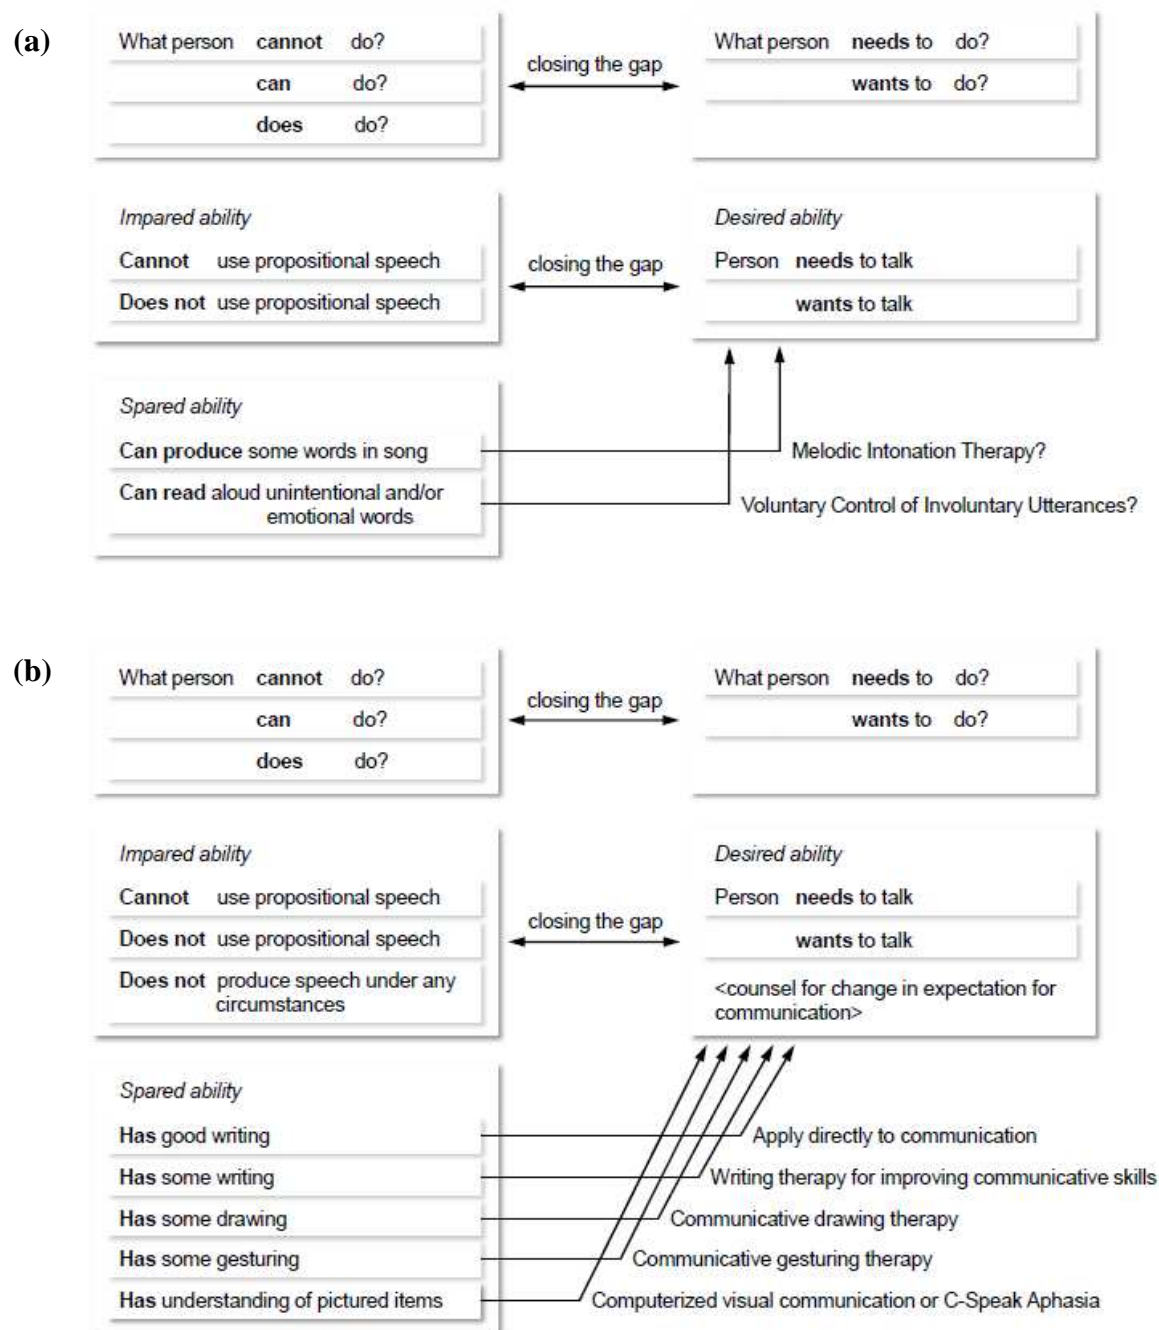 (a)
What person cannot do?
can do?
does do?
closing the gap
What person needs to do?
wants to do?
Impared ability
Cannot use propositional speech
Does not use propositional speech
closing the gap
Desired ability
Person needs to talk
wants to talk
Spared ability
Can produce some words in song
Can read aloud unintentional and/or
emotional words
Melodic Intonation Therapy?
Voluntary Control of Involuntary Utterances?
(b)
What person cannot do?
can do?
does do?
closing the gap
What person needs to do?
wants to do?
Impared ability
Cannot use propositional speech
Does not use propositional speech
Does not produce speech under any
circumstances
closing the gap
Desired ability
Person needs to talk
wants to talk
<counsel for change in expectation for
communication>
Spared ability
Has good writing
Has some writing
Has some drawing
Has some gesturing
Has understanding of pictured items
Apply directly to communication
Writing therapy for improving communicative skills
Communicative drawing therapy
Communicative gesturing therapy
Computerized visual communication or C-Speak Aphasia